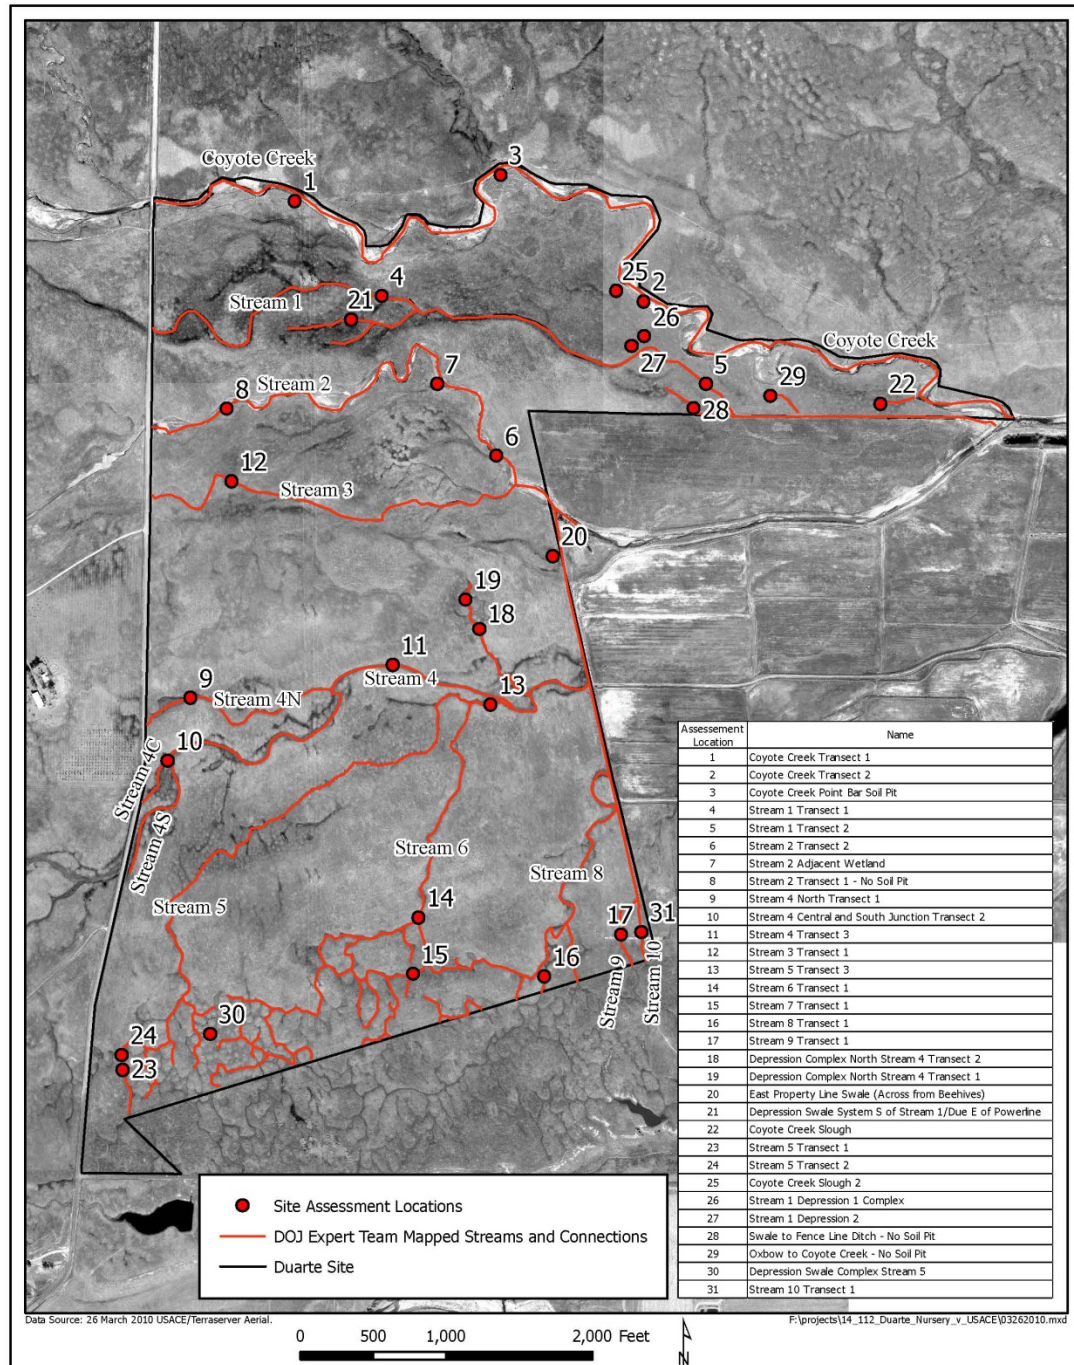 Coyote Creek
1
3
25
2
4
Stream 1
21
26
Coyote Creek
27
5
29
22
7
Stream 2
8
28
6
12
Stream 3
20
19
18
11
Stream 4
9
Stream 4N
13
10
Stream 4C
Stream 4S
Stream 6
Stream 8
Stream 5
14
17
31
15
16
Stream 9
Stream 10
30
24
23
Assessement Location Name
1 Coyote Creek Transect 1
2 Coyote Creek Transect 2
3 Coyote Creek Point Bar Soil Pit
4 Stream 1 Transect 1
5 Stream 1 Transect 2
6 Stream 2 Transect 2
7 Stream 2 Adjacent Wetland
8 Stream 2 Transect 1 - No Soil Pit
9 Stream 4 North Transect 1
10 Stream 4 Central and South Junction Transect 2
11 Stream 4 Transect 3
12 Stream 3 Transect 1
13 Stream 5 Transect 3
14 Stream 6 Transect 1
15 Stream 7 Transect 1
16 Stream 8 Transect 1
17 Stream 9 Transect 1
18 Depression Complex North Stream 4 Transect 2
19 Depression Complex North Stream 4 Transect 1
20 East Property Line Swale (Across from Beehives)
21 Depression Swale System S of Stream 1/Due E of Powerline
22 Coyote Creek Slough
23 Stream 5 Transect 1
24 Stream 5 Transect 2
25 Coyote Creek Slough 2
26 Stream 1 Depression 1 Complex
27 Stream 1 Depression 2
28 Swale to Fence Line Ditch - No Soil Pit
29 Oxbow to Coyote Creek - No Soil Pit
30 Depression Swale Complex Stream 5
31 Stream 10 Transect 1
Site Assessment Locations
DOJ Expert Team Mapped Streams and Connections
Duarte Site
Data Source: 26 March 2010 USACE/Terraserver Aerial.
F:\projects\14_112_Duarte_Nursery_v_USACE\03262010.mxd
0 500 1,000 2,000 Feet
N